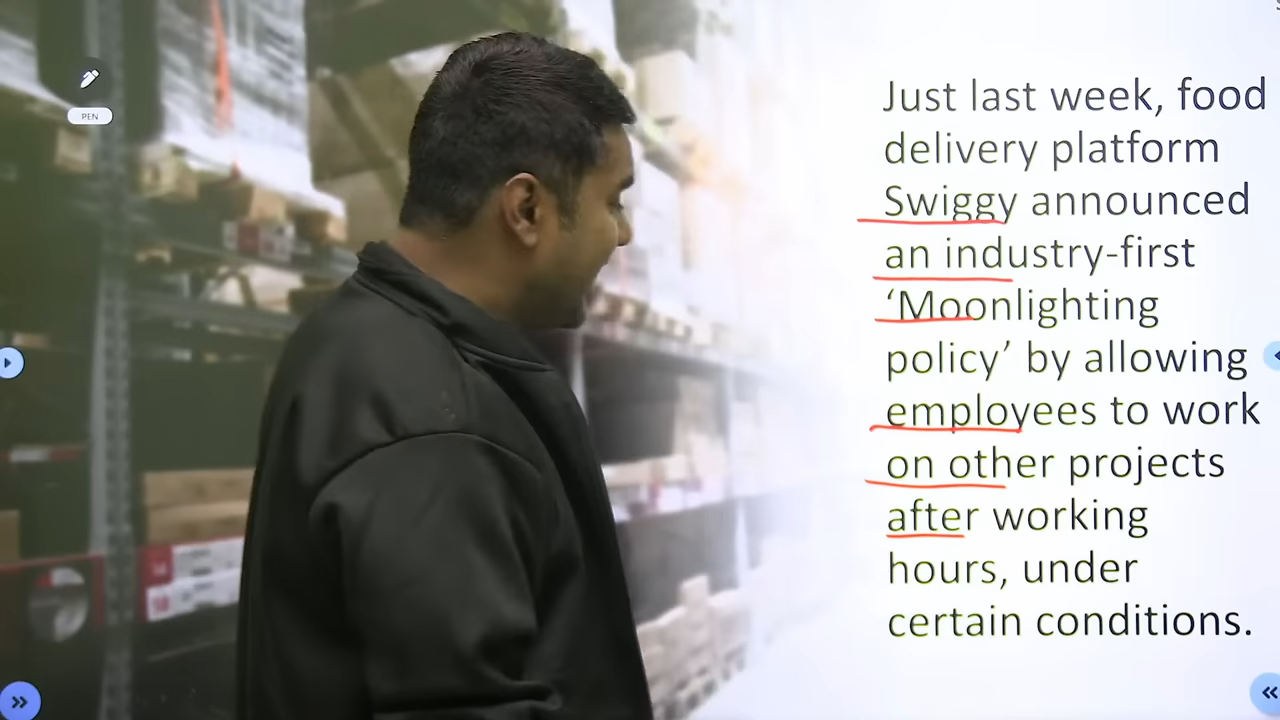 PEN
Just last week, food
delivery platform
Swiggy announced
an industry-first
‘Moonlighting
policy’ by allowing
employees to work
on other projects
after working
hours, under
certain conditions.